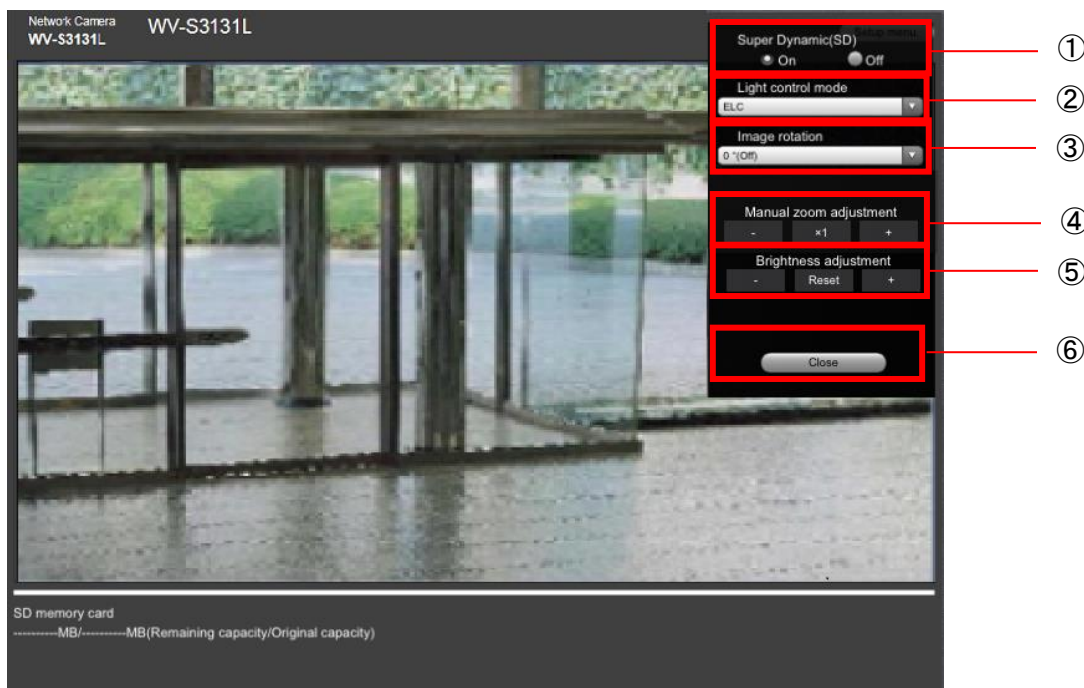 Network Camera
WV-S3131L
WV-S3131L
Setup menu
Super Dynamic(SD)
On Off
①
Light control mode
ELC
②
Image rotation
0 °(Off)
③
Manual zoom adjustment
- ×1 +
④
Brightness adjustment
- Reset +
⑤
Close
⑥
SD memory card
----------MB/----------MB(Remaining capacity/Original capacity)